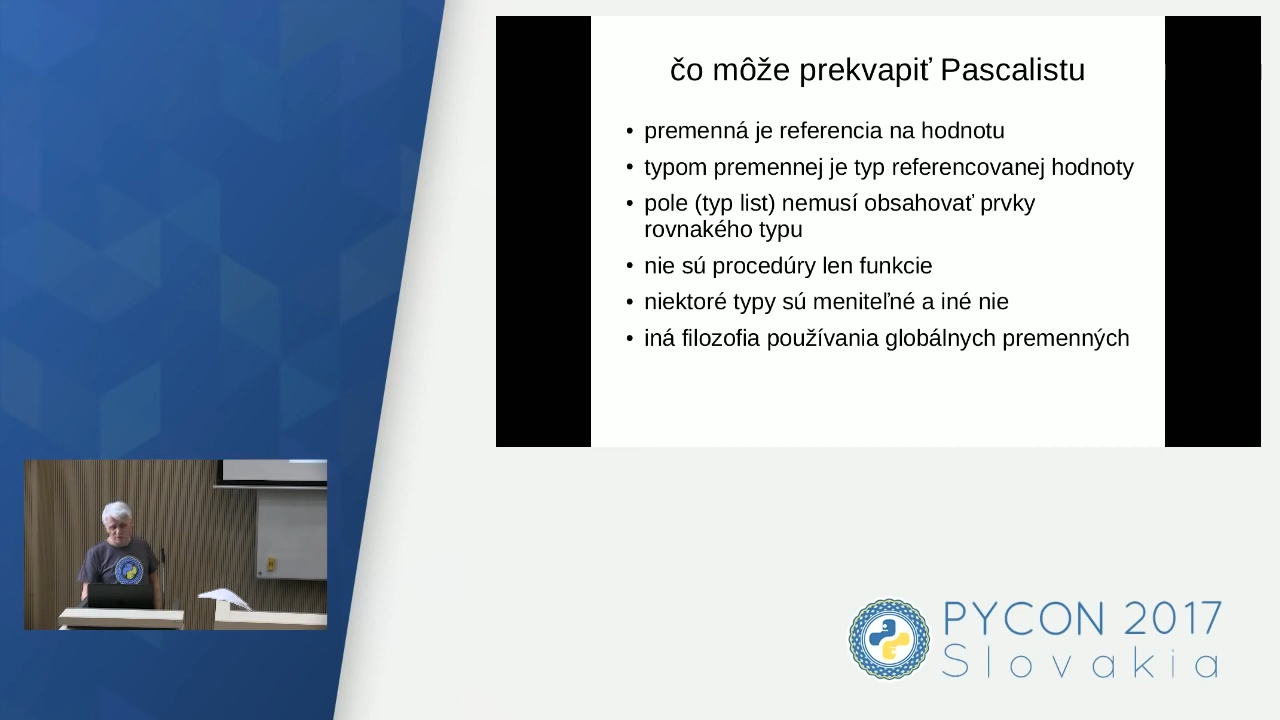 čo môže prekvapiť Pascalistu
• premenná je referencia na hodnotu
• typom premennej je typ referencovanej hodnoty
• pole (typ list) nemusí obsahovať prvky
rovnakého typu
• nie sú procedúry len funkcie
• niektoré typy sú meniteľné a iné nie
• iná filozofia používania globálnych premenných
PYCON 2017
Slovakia